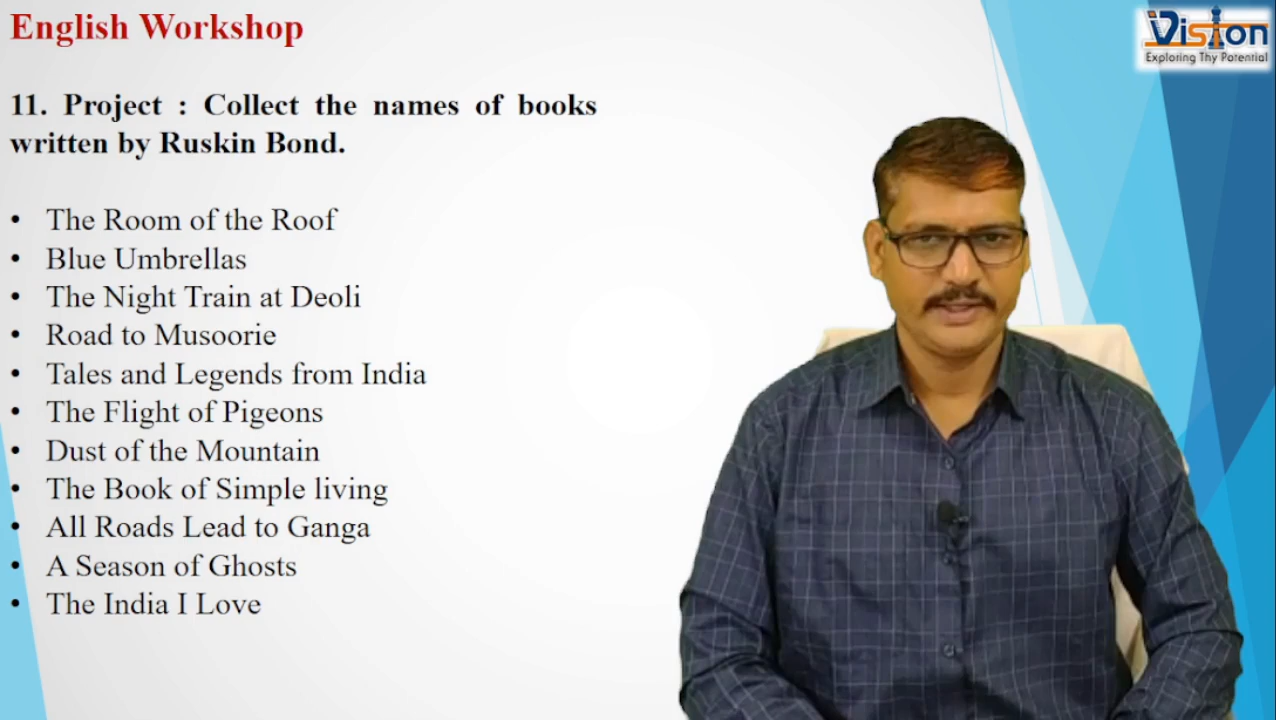 English Workshop
Vision
Exploring Thy Potential
11. Project : Collect the names of books
written by Ruskin Bond.
• The Room of the Roof
• Blue Umbrellas
• The Night Train at Deoli
• Road to Musoorie
• Tales and Legends from India
• The Flight of Pigeons
• Dust of the Mountain
• The Book of Simple living
• All Roads Lead to Ganga
• A Season of Ghosts
• The India I Love